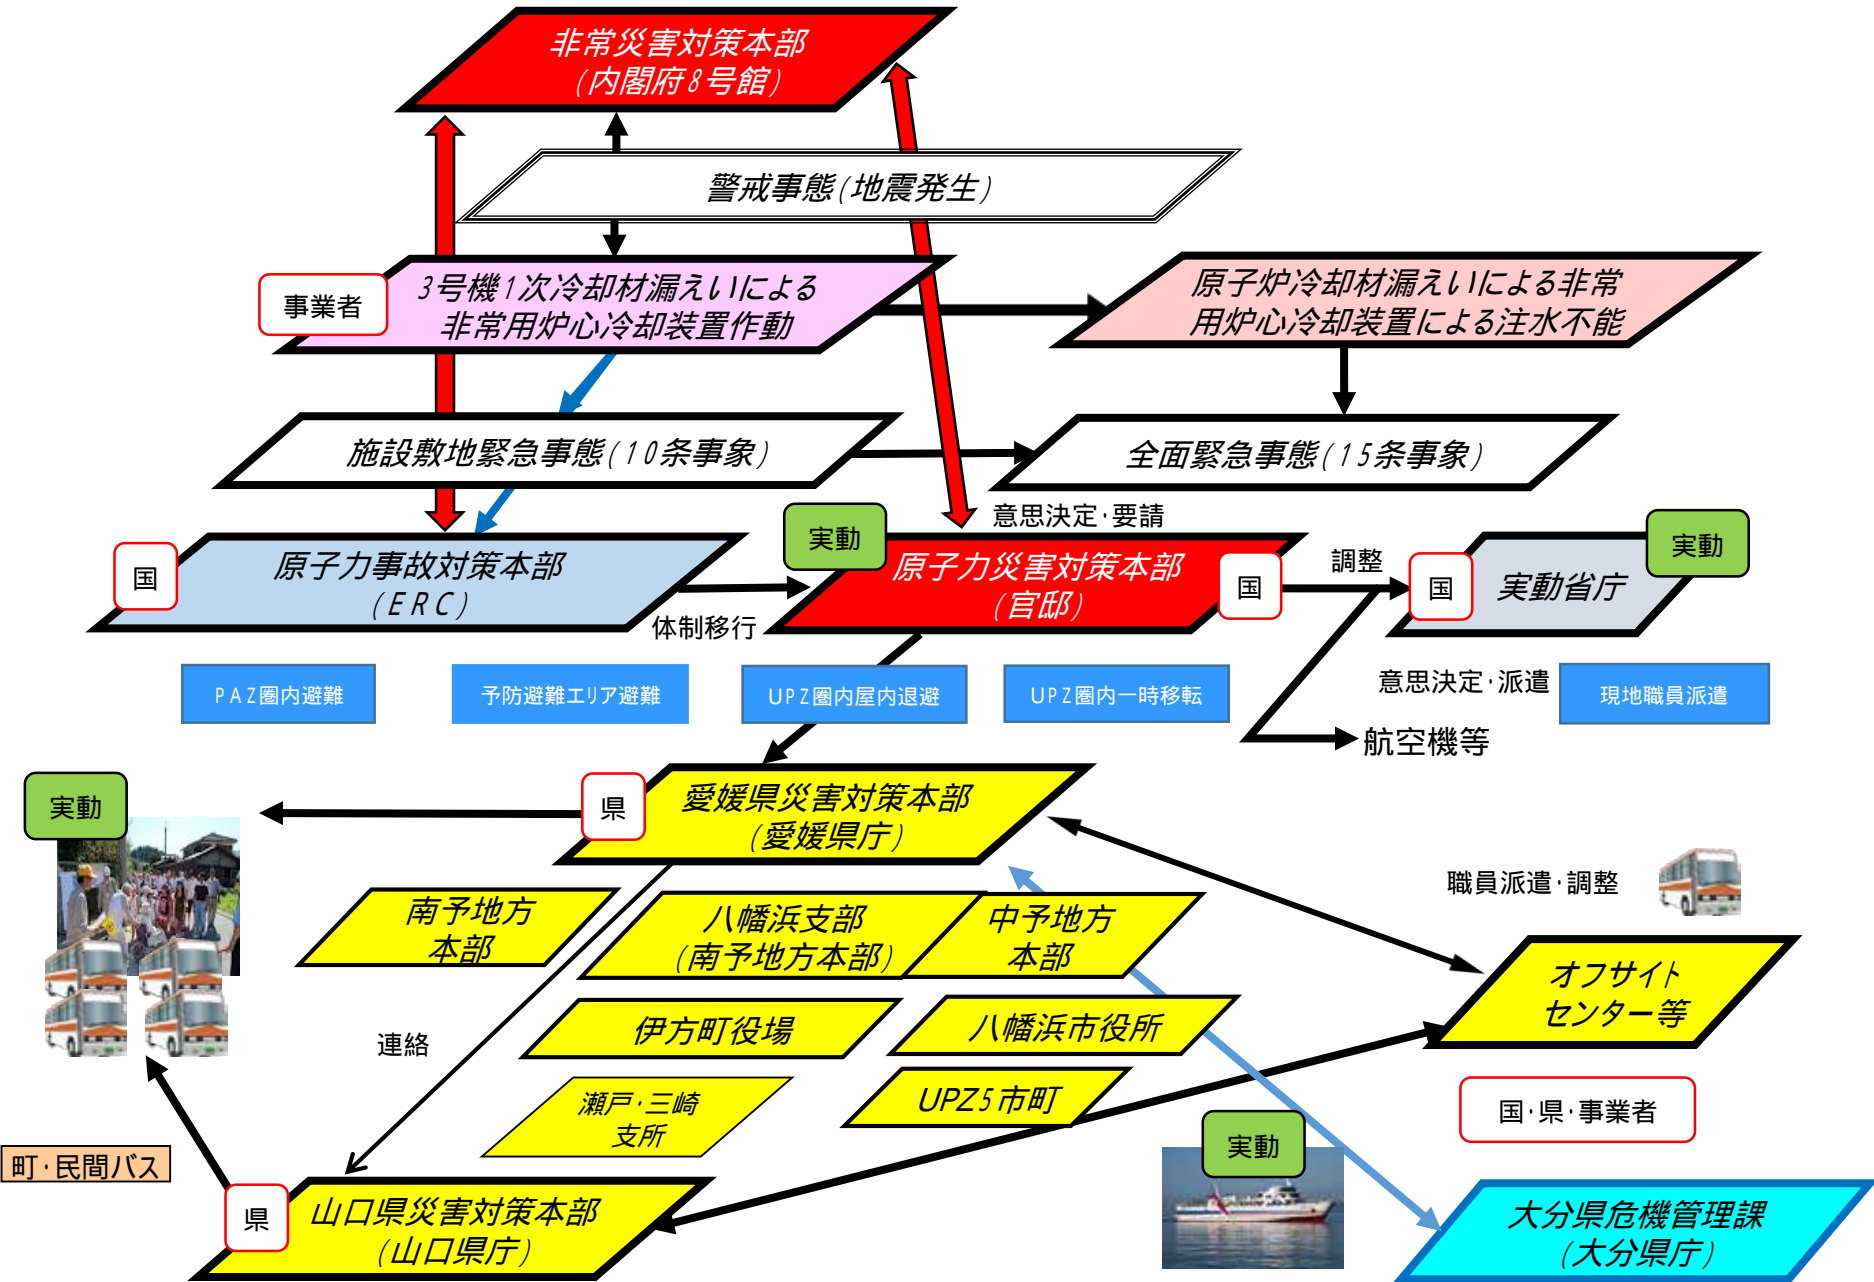 非常災害対策本部
(内閣府8号館)
警戒事態(地震発生)
事業者
3号機1次冷却材漏えいによる
非常用炉心冷却装置作動
原子炉冷却材漏えいによる非常
用炉心冷却装置による注水不能
施設敷地緊急事態(10条事象)
全面緊急事態(15条事象)
意思決定・要請
実動
実動
国
原子力事故対策本部
(ERC)
体制移行
原子力災害対策本部
(官邸)
国
調整
国
実動省庁
PAZ圏内避難
予防避難エリア避難
UPZ圏内屋内退避
UPZ圏内一時移転
意思決定・派遣
現地職員派遣
航空機等
実動
県
愛媛県災害対策本部
(愛媛県庁)
職員派遣・調整
南予地方
本部
八幡浜支部
(南予地方本部)
中予地方
本部
オフサイト
センター等
連絡
伊方町役場
八幡浜市役所
瀬戸・三崎
支所
UPZ5市町
国・県・事業者
実動
町・民間バス
県
山口県災害対策本部
(山口県庁)
大分県危機管理課
(大分県庁)